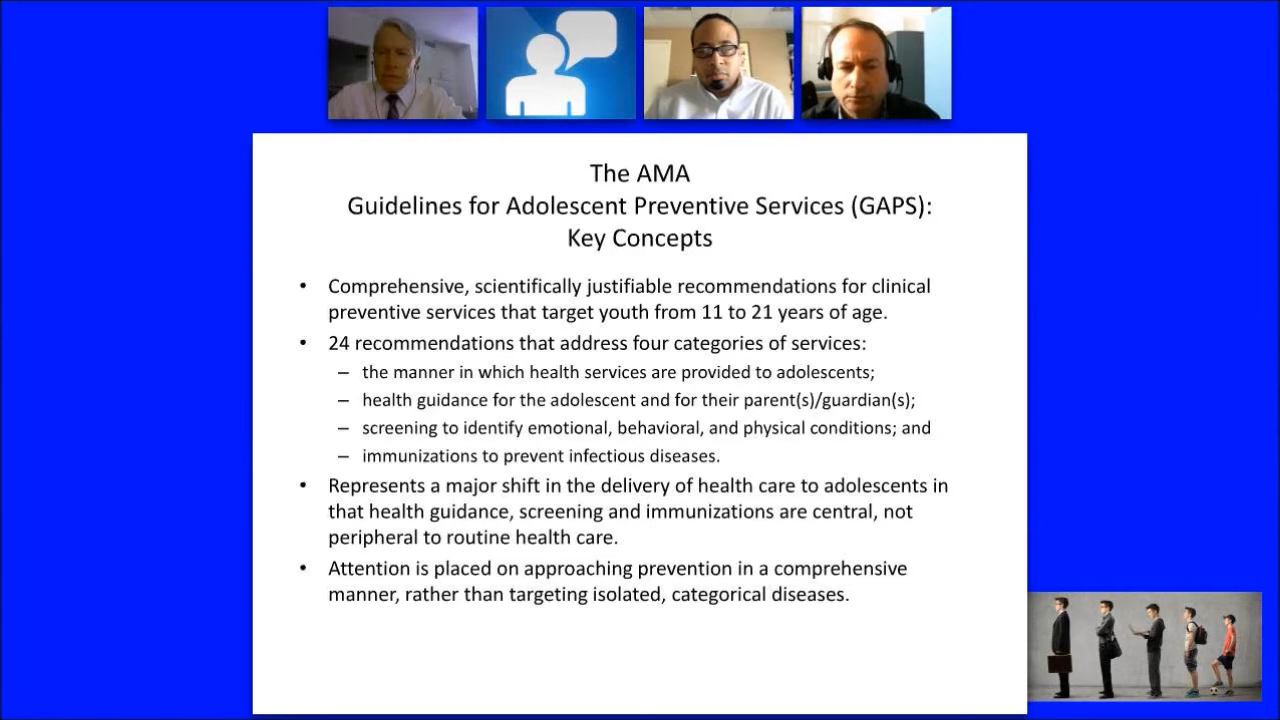 The AMA
Guidelines for Adolescent Preventive Services (GAPS):
Key Concepts
• Comprehensive, scientifically justifiable recommendations for clinical
preventive services that target youth from 11 to 21 years of age.
• 24 recommendations that address four categories of services:
– the manner in which health services are provided to adolescents;
– health guidance for the adolescent and for their parent(s)/guardian(s);
– screening to identify emotional, behavioral, and physical conditions; and
– immunizations to prevent infectious diseases.
• Represents a major shift in the delivery of health care to adolescents in
that health guidance, screening and immunizations are central, not
peripheral to routine health care.
• Attention is placed on approaching prevention in a comprehensive
manner, rather than targeting isolated, categorical diseases.